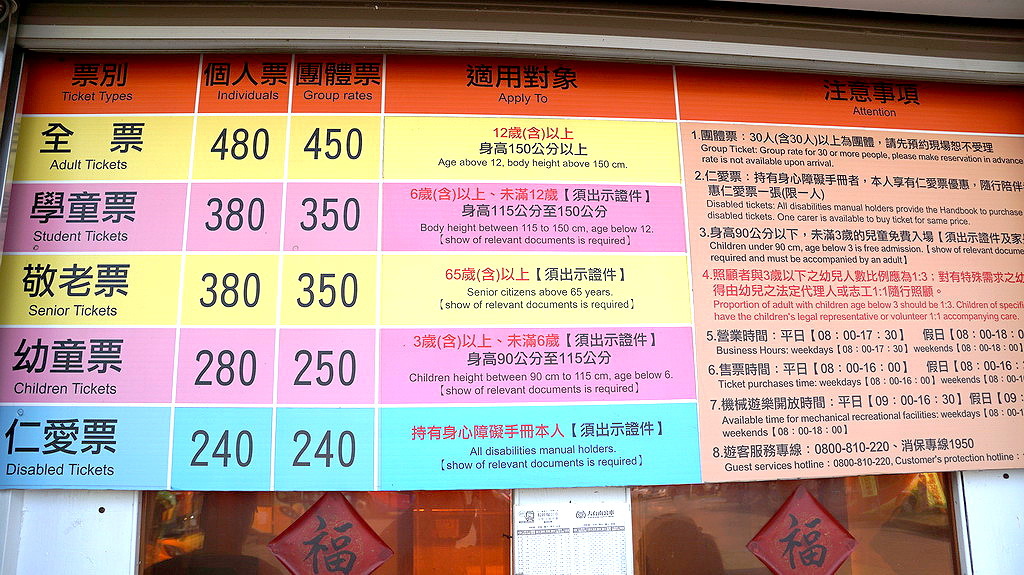 票別
Ticket Types
個人票
Individuals
團體票
Group rates
適用對象
Apply To
注意事項
Attention
全 票
Adult Tickets
480
450
12歲(含)以上
身高150公分以上
Age above 12, body height above 150 cm.
學童票
Student Tickets
380
350
6歲(含)以上、未滿12歲【須出示證件】
身高115公分至150公分
Body height between 115 to 150 cm, age below 12.
【show of relevant documents is required】
敬老票
Senior Tickets
380
350
65歲(含)以上【須出示證件】
Senior citizens above 65 years.
【show of relevant documents is required】
幼童票
Children Tickets
280
250
3歲(含)以上、未滿6歲【須出示證件】
身高90公分至115公分
Children height between 90 cm to 115 cm, age below 6.
【show of relevant documents is required】
仁愛票
Disabled Tickets
240
240
持有身心障礙手冊本人【須出示證件】
All disabilities manual holders.
【show of relevant documents is required】
1.團體票：30人(含30人)以上為團體，請先預約現場恕不受理
Group Ticket: Group rate for 30 or more people, please make reservation in advance
rate is not available upon arrival.
2.仁愛票：持有身心障礙手冊者，本人享有仁愛票優惠，隨行陪伴
惠仁愛票一張(限一人)
Disabled tickets: All disabilities manual holders provide the Handbook to purchase
disabled tickets. One carer is available to buy ticket for same price.
3.身高90公分以下，未滿3歲的兒童免費入場【須出示證件及家
Children under 90 cm, age below 3 is free admission.【show of relevant documen
required and must be accompanied by an adult】
4.照顧者與3歲以下之幼兒人數比例應為1:3；對有特殊需求之幼
得由幼兒之法定代理人或志工1:1隨行照顧。
Proportion of adult with children age below 3 should be 1:3. Children of specif
have the children's legal representative or volunteer 1:1 accompanying care.
5.營業時間：平日【08：00-17：30】 假日【08：00-18：0
Business Hours: weekdays【08：00-17：30】weekends【08：00-18：00】
6.售票時間：平日【08：00-16：00】 假日【08：00-16：
Ticket purchases time: weekdays【08：00-16：00】weekends【08：00-16
7.機械遊樂開放時間：平日【09：00-16：30】假日【09：
Available time for mechanical recreational facilities: weekdays【08：00-1
weekends【08：00-18：00】
8.遊客服務專線：0800-810-220、消保專線1950
Guest services hotline：0800-810-220, Customer's protection hotline：
福
福